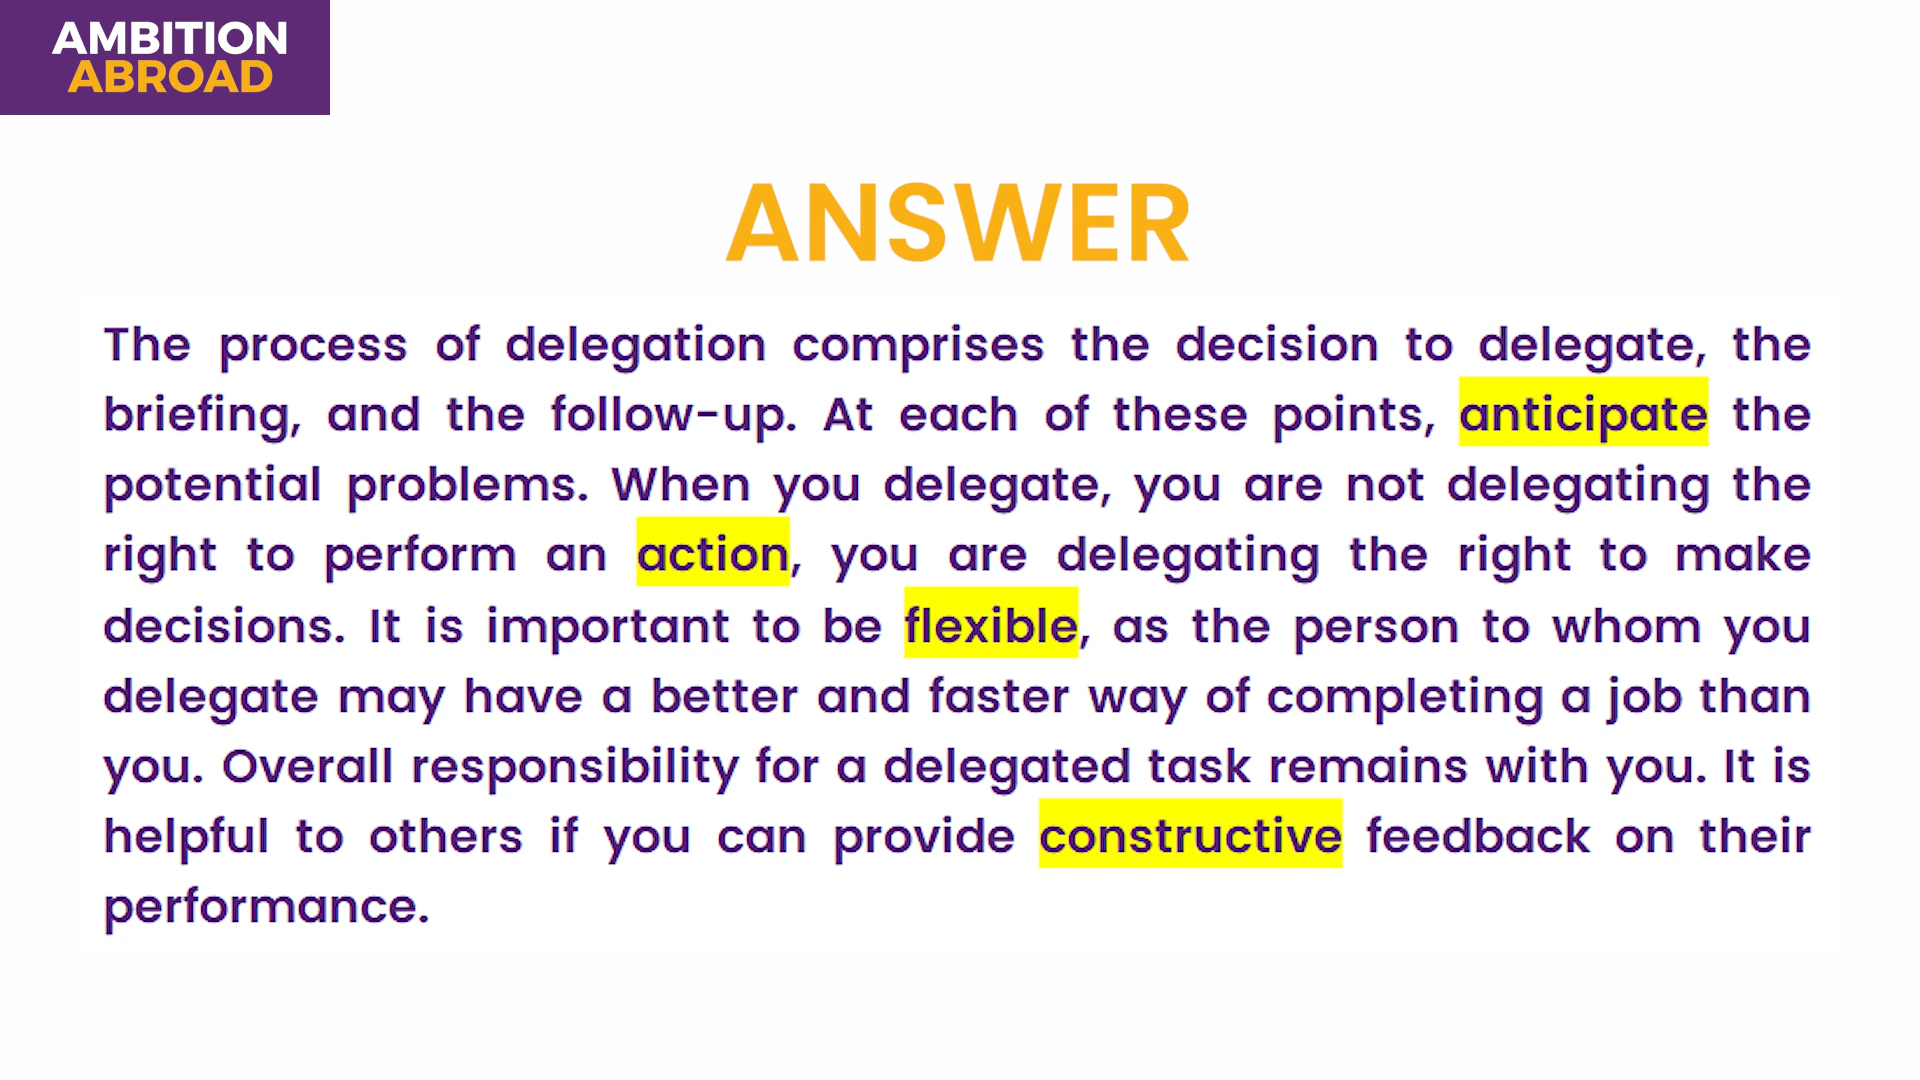 AMBITION
ABROAD
ANSWER
The process of delegation comprises the decision to delegate, the
briefing, and the follow-up. At each of these points, anticipate the
potential problems. When you delegate, you are not delegating the
right to perform an action, you are delegating the right to make
decisions. It is important to be flexible, as the person to whom you
delegate may have a better and faster way of completing a job than
you. Overall responsibility for a delegated task remains with you. It is
helpful to others if you can provide constructive feedback on their
performance.